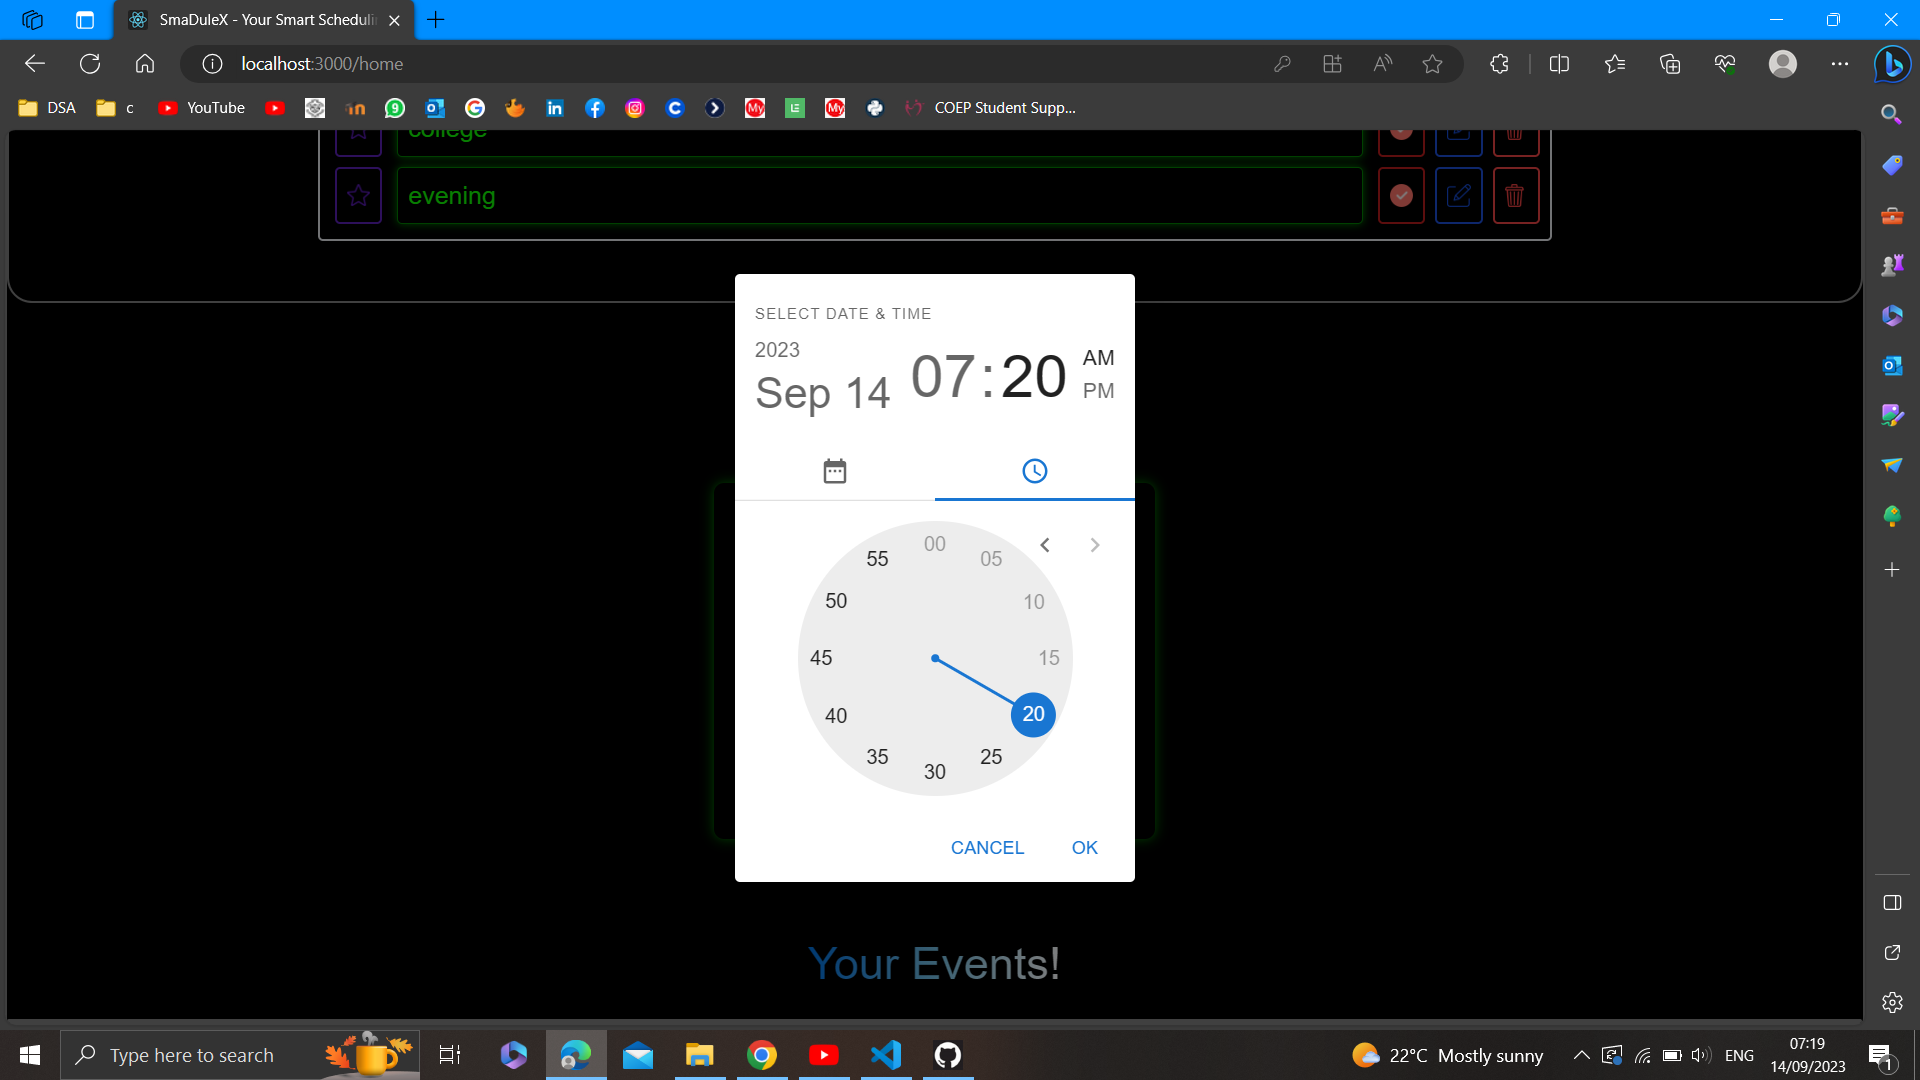 SmaDuleX - Your Smart Schedulin
localhost:3000/home
DSA
c
YouTube
COEP Student Supp...
college
evening
SELECT DATE & TIME
2023
Sep 14
07:20
AM
PM
00
05
10
15
20
25
30
35
40
45
50
55
CANCEL
OK
Your Events!
Type here to search
22°C Mostly sunny
ENG
07:19
14/09/2023
1